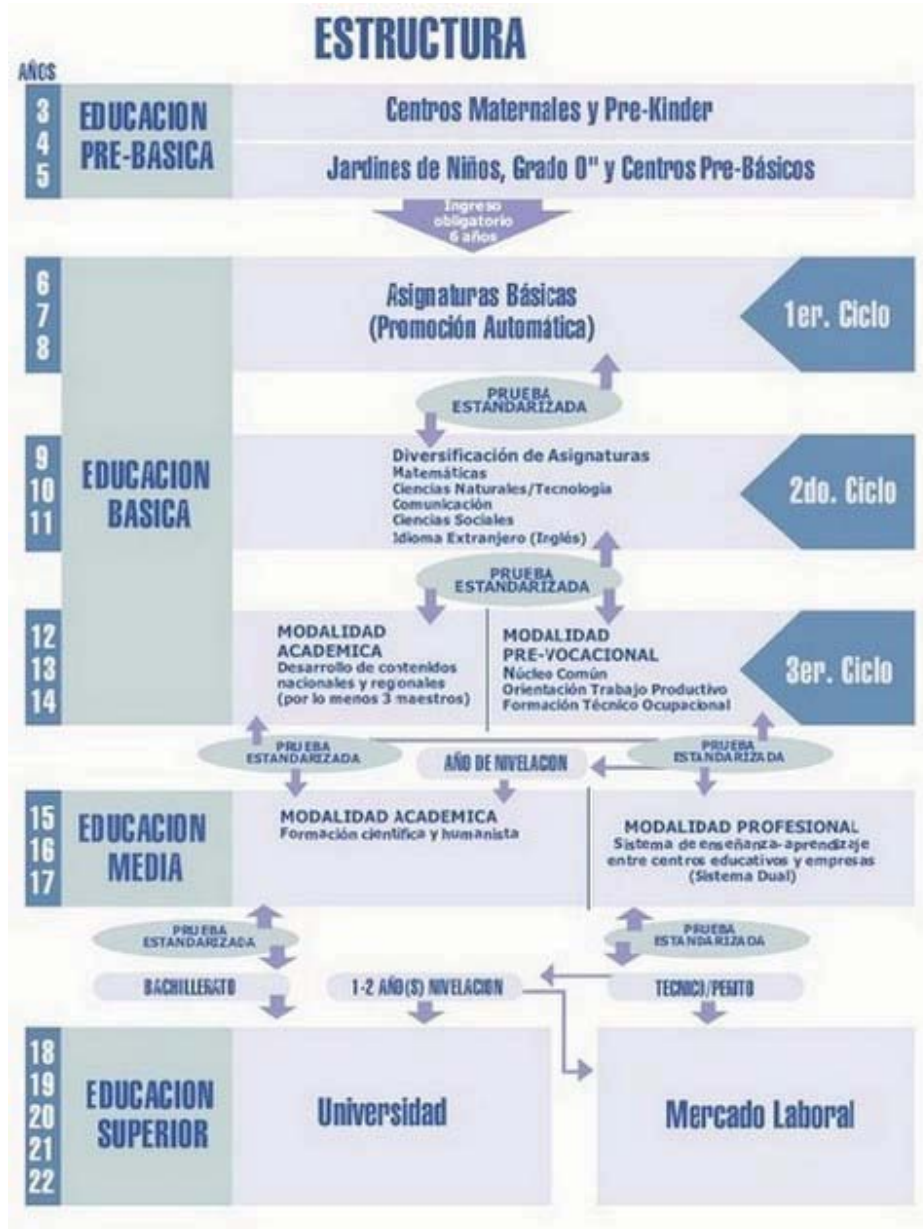 ESTRUCTURA
AÑOS
3
4
5
EDUCACION
PRE-BASICA
Centros Maternales y Pre-Kinder
Jardines de Niños, Grado 0" y Centros Pre-Básicos
Ingreso
obligatorio
6 años
6
7
8
Asignaturas Básicas
(Promoción Automática)
1er. Ciclo
PRUEBA
ESTANDARIZADA
9
10
11
EDUCACION
BASICA
Diversificación de Asignaturas
Matemáticas
Ciencias Naturales/Tecnología
Comunicación
Ciencias Sociales
Idioma Extranjero (Inglés)
2do. Ciclo
PRUEBA
ESTANDARIZADA
12
13
14
MODALIDAD
ACADEMICA
Desarrollo de contenidos
nacionales y regionales
(por lo menos 3 maestros)
MODALIDAD
PRE-VOCACIONAL
Núcleo Común
Orientación Trabajo Productivo
Formación Técnico Ocupacional
3er. Ciclo
PRUEBA
ESTANDARIZADA
AÑO DE NIVELACION
PRUEBA
ESTANDARIZADA
15
16
17
EDUCACION
MEDIA
MODALIDAD ACADEMICA
Formación científica y humanista
MODALIDAD PROFESIONAL
Sistema de enseñanza-aprendizaje
entre centros educativos y empresas
(Sistema Dual)
PRUEBA
ESTANDARIZADA
PRUEBA
ESTANDARIZADA
BACHILLERATO
1-2 AÑO(S) NIVELACION
TECNICO/PERITO
18
19
20
21
22
EDUCACION
SUPERIOR
Universidad
Mercado Laboral